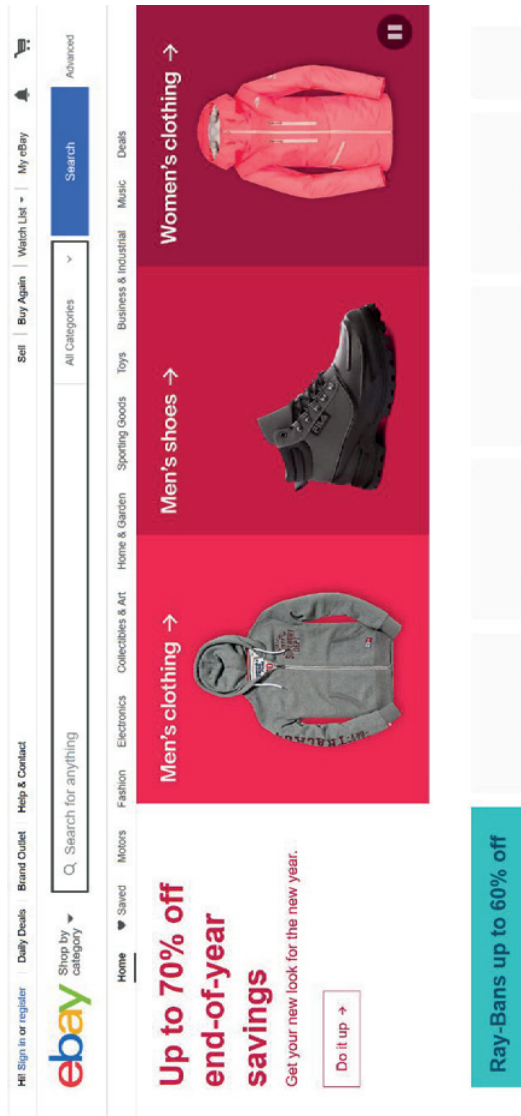 Hi! Sign in or register Daily Deals Brand Outlet Help & Contact Sell Buy Again Watch List My eBay
ebay
Shop by
category
Search for anything
All Categories
Search
Advanced
Home Saved Motors Fashion Electronics Collectibles & Art Home & Garden Sporting Goods Toys Business & Industrial Music Deals
Up to 70% off
end-of-year
savings
Get your new look for the new year.
Do it up →
Men's clothing →
Men's shoes →
FILA
Women's clothing →
Ray-Bans up to 60% off